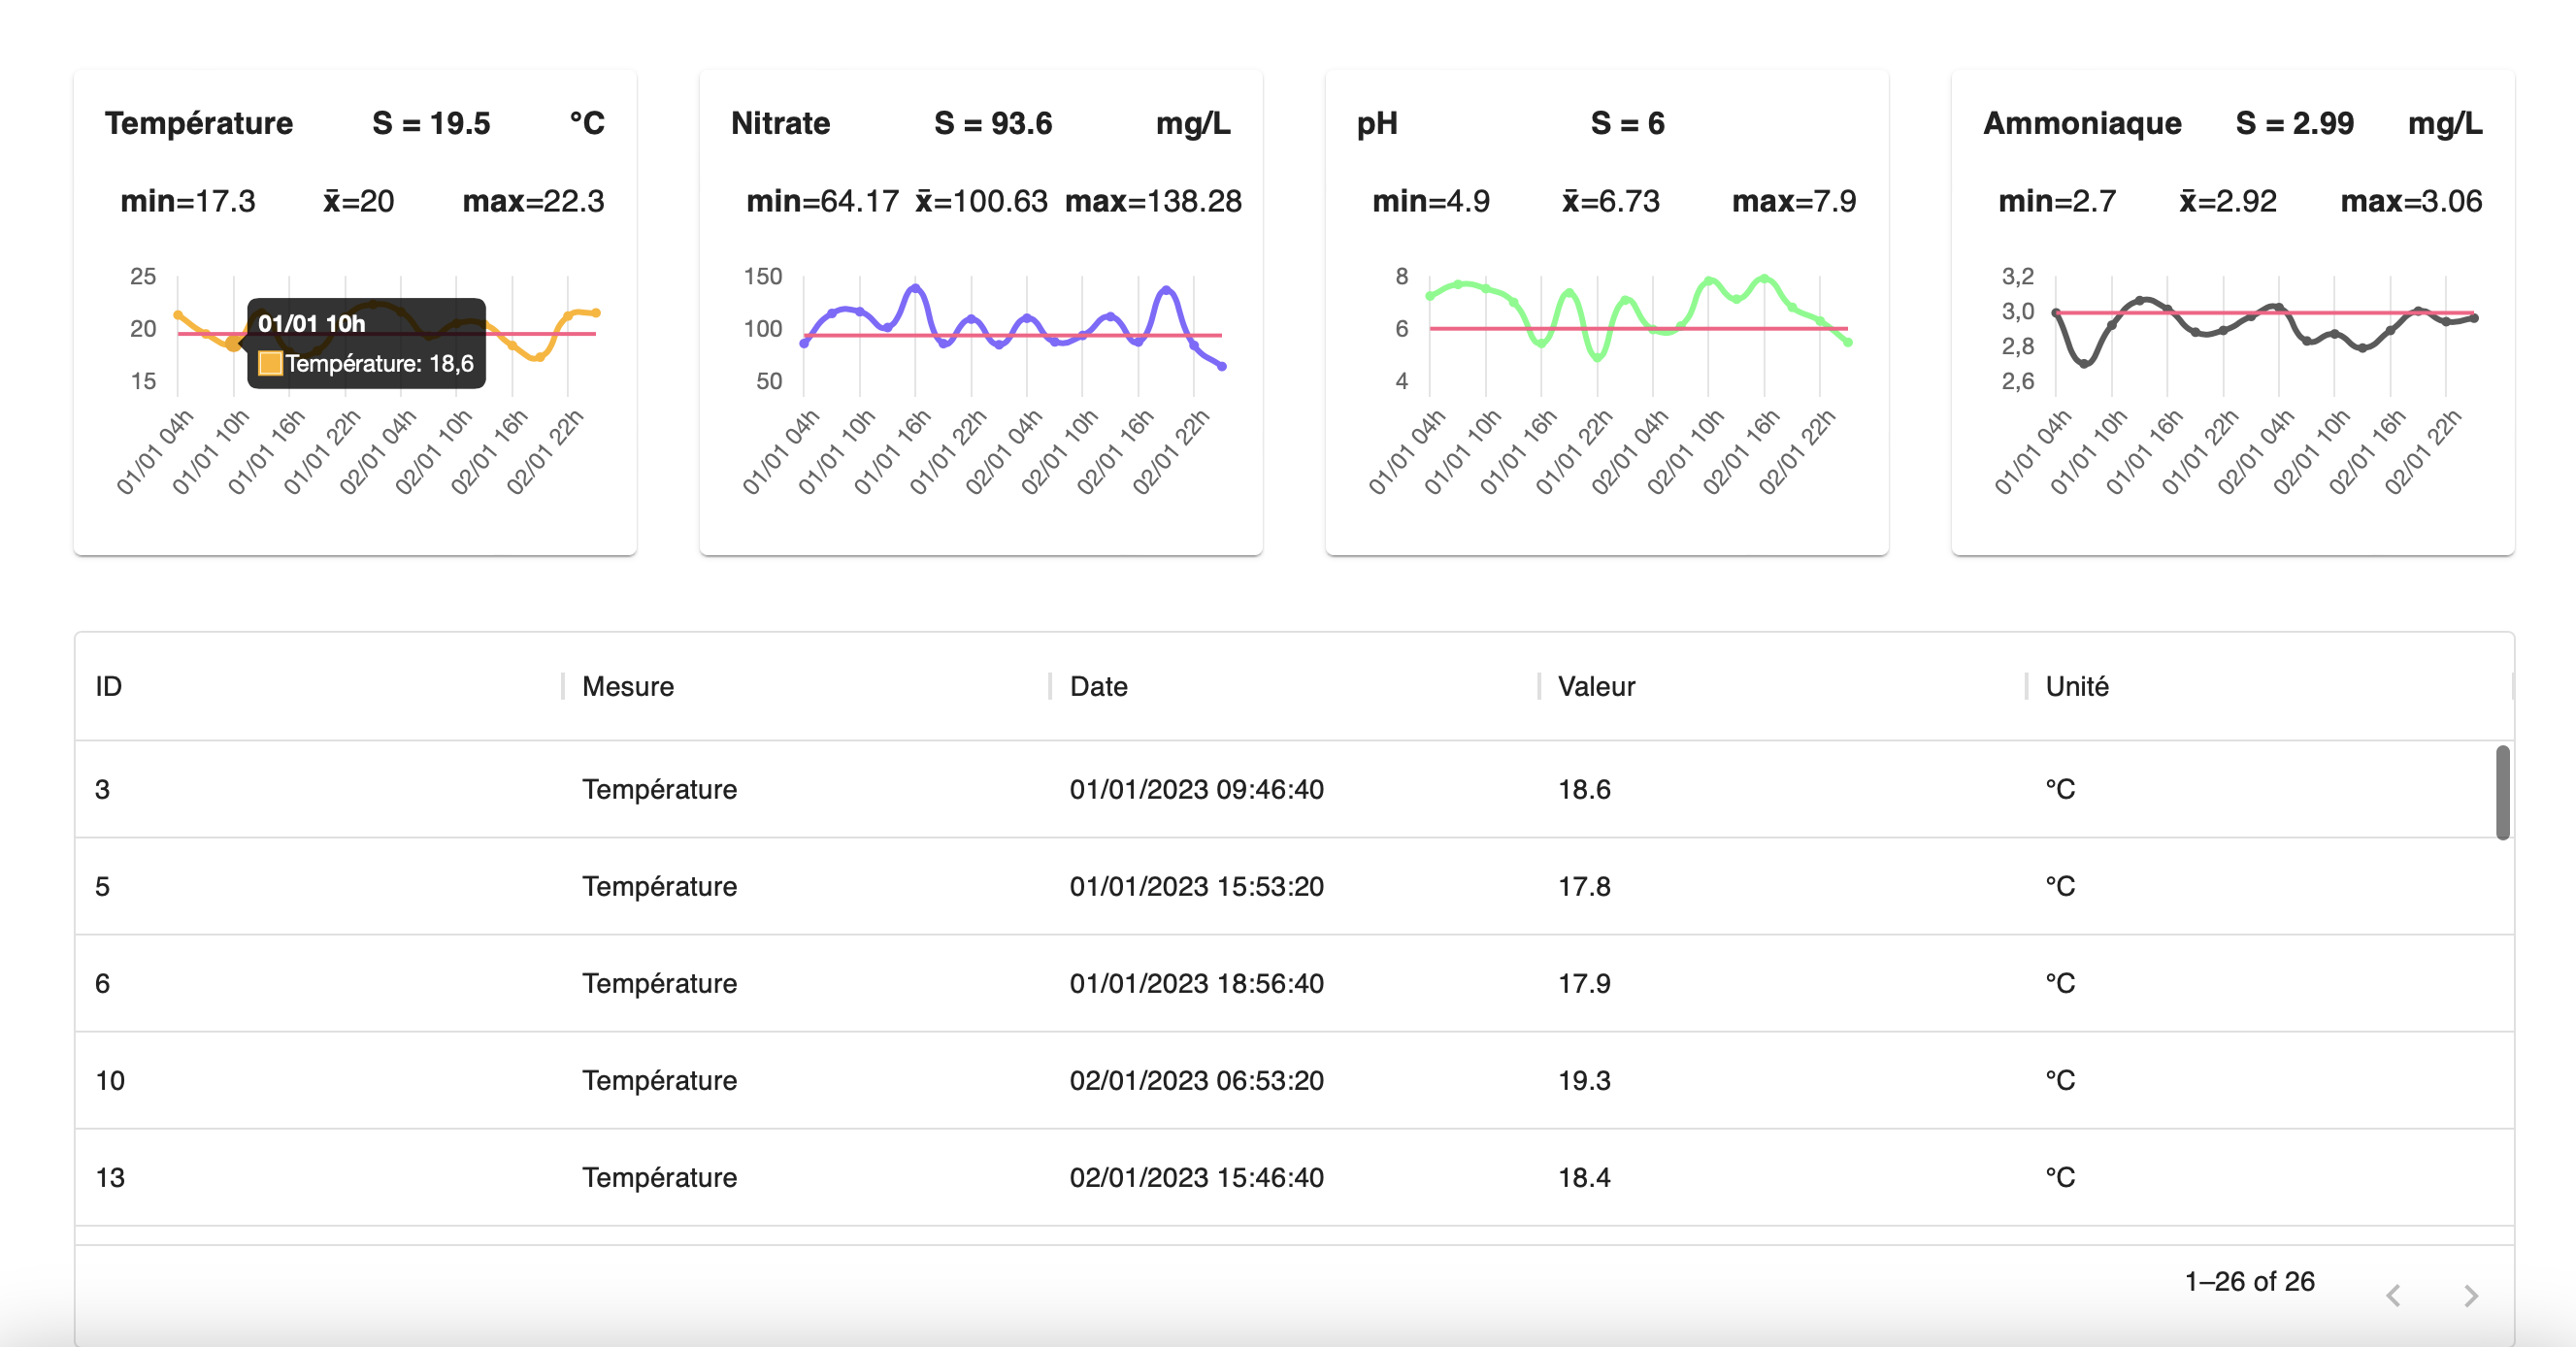 Température S = 19.5 °C
min=17.3 x̄=20 max=22.3
25
20
15
01/01 10h
Température: 18,6
01/01 04h
01/01 10h
01/01 16h
01/01 22h
02/01 04h
02/01 10h
02/01 16h
02/01 22h
Nitrate S = 93.6 mg/L
min=64.17 x̄=100.63 max=138.28
150
100
50
01/01 04h
01/01 10h
01/01 16h
01/01 22h
02/01 04h
02/01 10h
02/01 16h
02/01 22h
pH S = 6
min=4.9 x̄=6.73 max=7.9
8
6
4
01/01 04h
01/01 10h
01/01 16h
01/01 22h
02/01 04h
02/01 10h
02/01 16h
02/01 22h
Ammoniaque S = 2.99 mg/L
min=2.7 x̄=2.92 max=3.06
3,2
3,0
2,8
2,6
01/01 04h
01/01 10h
01/01 16h
01/01 22h
02/01 04h
02/01 10h
02/01 16h
02/01 22h
ID Mesure Date Valeur Unité
3 Température 01/01/2023 09:46:40 18.6 °C
5 Température 01/01/2023 15:53:20 17.8 °C
6 Température 01/01/2023 18:56:40 17.9 °C
10 Température 02/01/2023 06:53:20 19.3 °C
13 Température 02/01/2023 15:46:40 18.4 °C
1–26 of 26